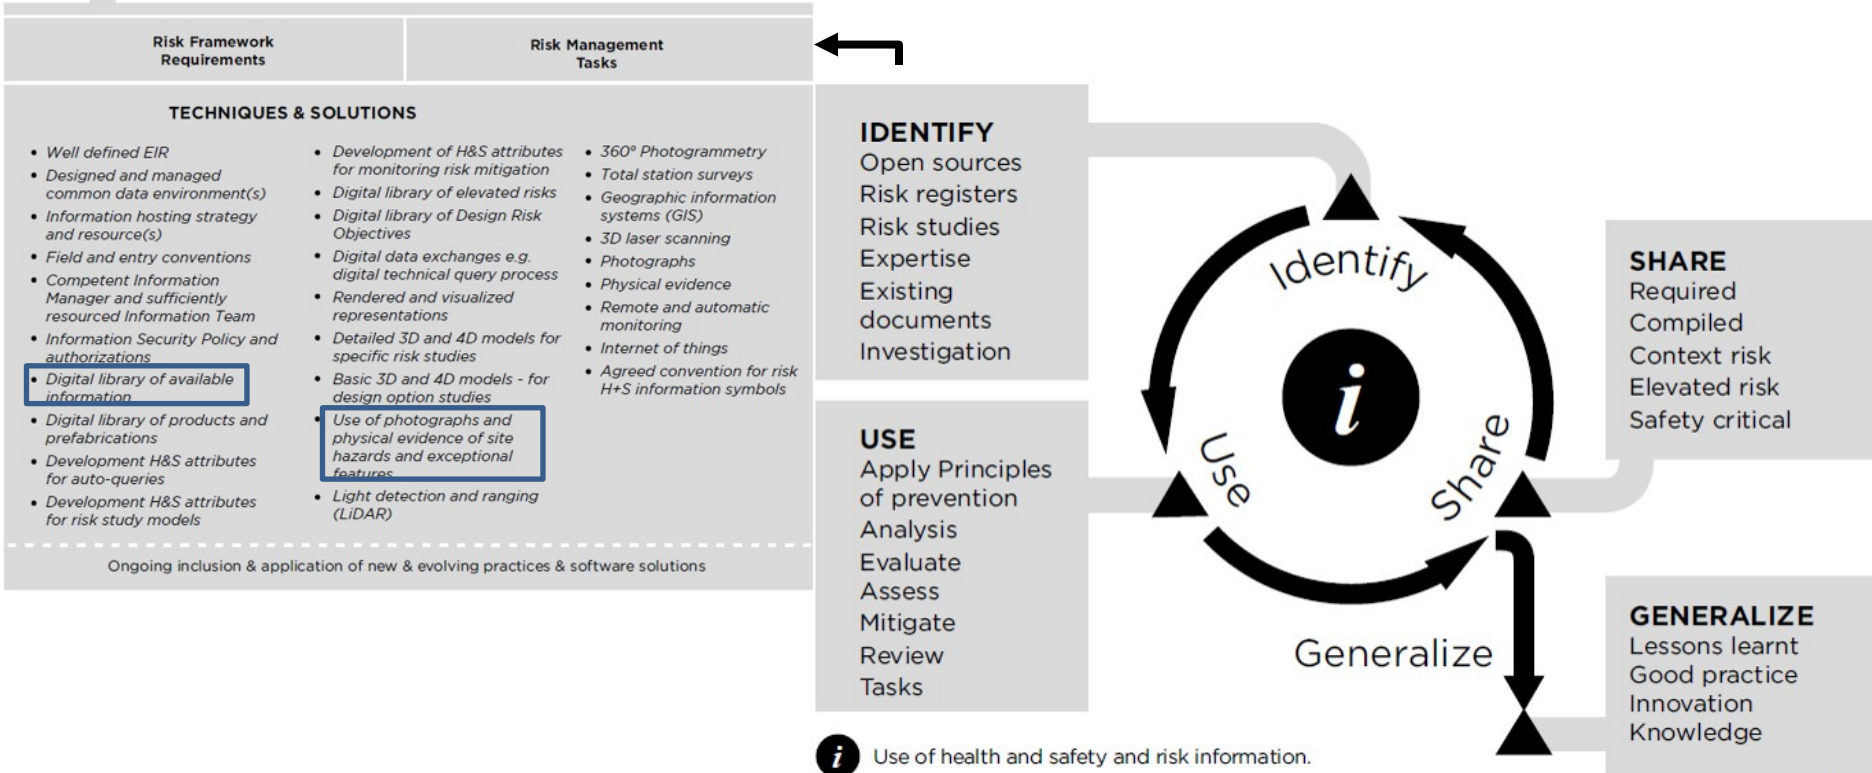 Risk Framework
Requirements
Risk Management
Tasks
TECHNIQUES & SOLUTIONS
• Well defined EIR
• Designed and managed
common data environment(s)
• Information hosting strategy
and resource(s)
• Field and entry conventions
• Competent Information
Manager and sufficiently
resourced Information Team
• Information Security Policy and
authorizations
• Digital library of available
information
• Digital library of products and
prefabrications
• Development H&S attributes
for auto-queries
• Development H&S attributes
for risk study models
• Development of H&S attributes
for monitoring risk mitigation
• Digital library of elevated risks
• Digital library of Design Risk
Objectives
• Digital data exchanges e.g.
digital technical query process
• Rendered and visualized
representations
• Detailed 3D and 4D models for
specific risk studies
• Basic 3D and 4D models - for
design option studies
• Use of photographs and
physical evidence of site
hazards and exceptional
features
• Light detection and ranging
(LiDAR)
• 360° Photogrammetry
• Total station surveys
• Geographic information
systems (GIS)
• 3D laser scanning
• Photographs
• Physical evidence
• Remote and automatic
monitoring
• Internet of things
• Agreed convention for risk
H+S information symbols
Ongoing inclusion & application of new & evolving practices & software solutions
IDENTIFY
Open sources
Risk registers
Risk studies
Expertise
Existing
documents
Investigation
USE
Apply Principles
of prevention
Analysis
Evaluate
Assess
Mitigate
Review
Tasks
Identify
i
Use
Share
Generalize
SHARE
Required
Compiled
Context risk
Elevated risk
Safety critical
GENERALIZE
Lessons learnt
Good practice
Innovation
Knowledge
i Use of health and safety and risk information.